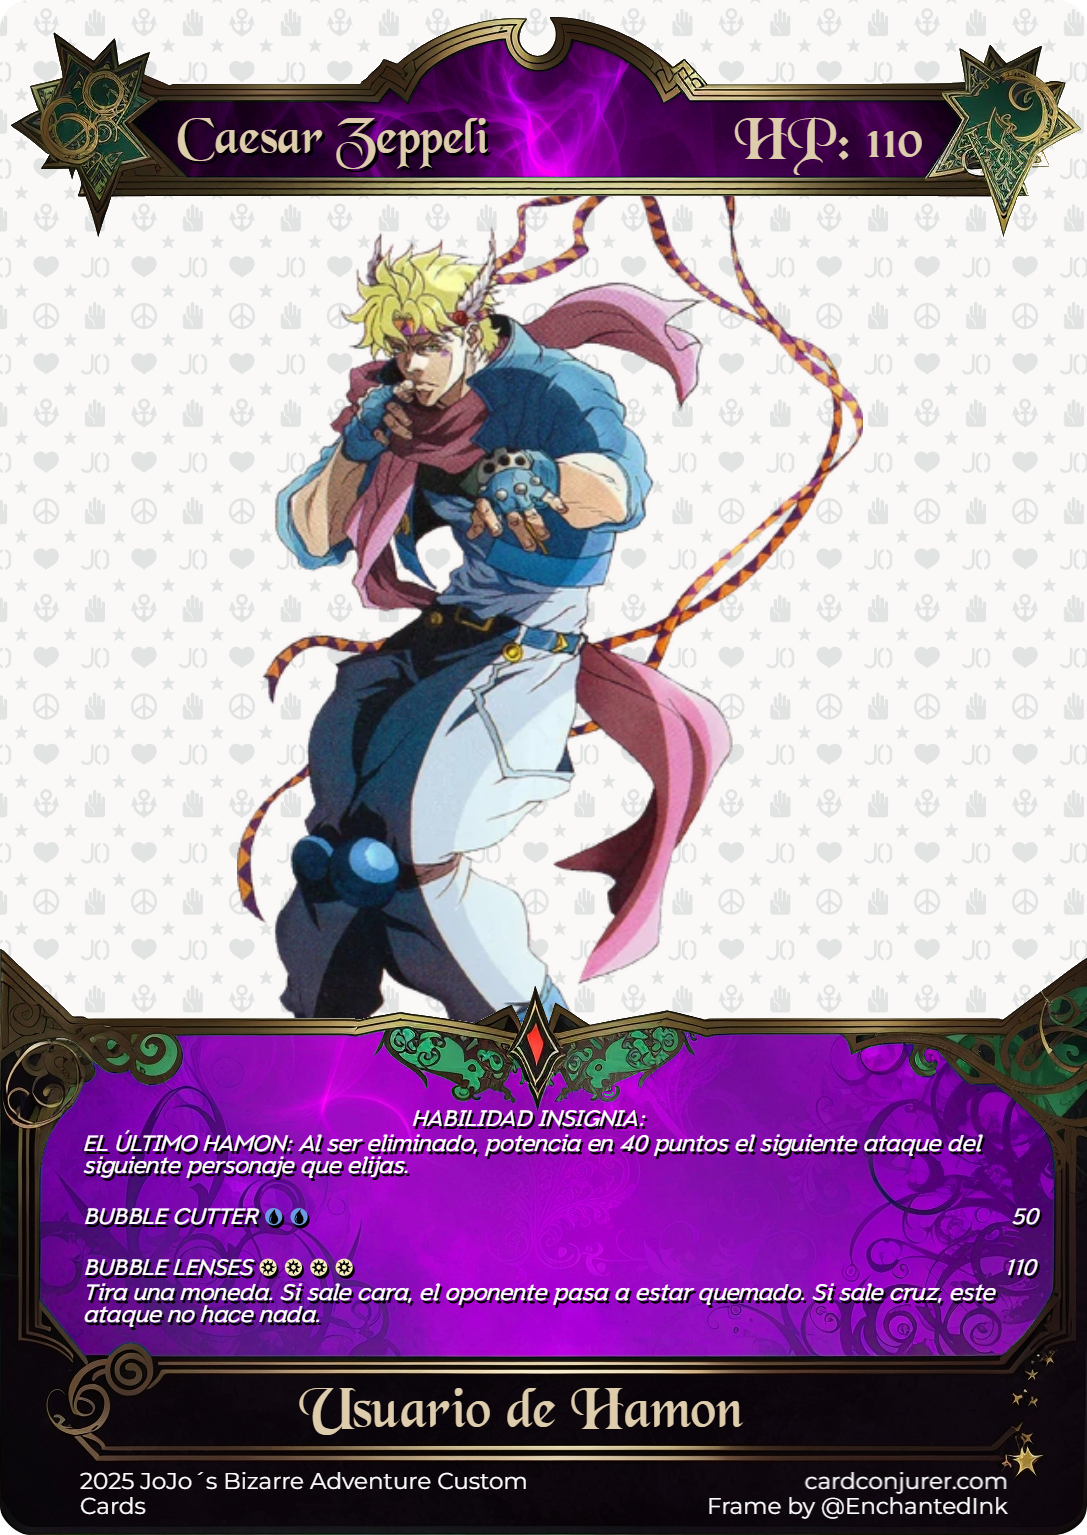 Caesar Zeppeli HP: 110
HABILIDAD INSIGNIA:
EL ÚLTIMO HAMON: Al ser eliminado, potencia en 40 puntos el siguiente ataque del
siguiente personaje que elijas.
BUBBLE CUTTER 50
BUBBLE LENSES 110
Tira una moneda. Si sale cara, el oponente pasa a estar quemado. Si sale cruz, este
ataque no hace nada.
Usuario de Hamon
2025 JoJo´s Bizarre Adventure Custom
Cards
cardconjurer.com
Frame by @EnchantedInk